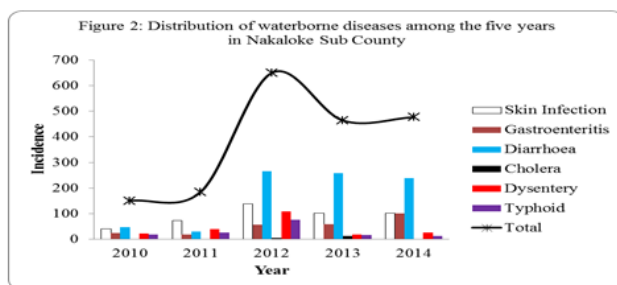 Figure 2: Distribution of waterborne diseases among the five years
in Nakaloke Sub County
700
600
500
400
300
200
100
0
Incidence
2010 2011 2012 2013 2014
Year
Skin Infection
Gastroenteritis
Diarrhoea
Cholera
Dysentery
Typhoid
Total